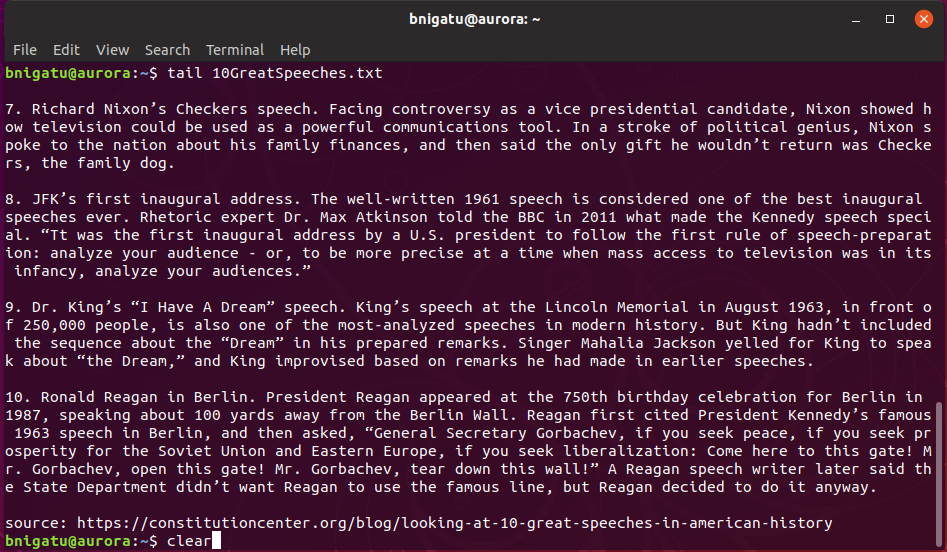 bnigatu@aurora: ~
File Edit View Search Terminal Help
bnigatu@aurora:~$ tail 10GreatSpeeches.txt
7. Richard Nixon’s Checkers speech. Facing controversy as a vice presidential candidate, Nixon showed h
ow television could be used as a powerful communications tool. In a stroke of political genius, Nixon s
poke to the nation about his family finances, and then said the only gift he wouldn’t return was Checke
rs, the family dog.
8. JFK’s first inaugural address. The well-written 1961 speech is considered one of the best inaugural
speeches ever. Rhetoric expert Dr. Max Atkinson told the BBC in 2011 what made the Kennedy speech speci
al. “Tt was the first inaugural address by a U.S. president to follow the first rule of speech-preparat
ion: analyze your audience - or, to be more precise at a time when mass access to television was in its
infancy, analyze your audiences.”
9. Dr. King’s “I Have A Dream” speech. King’s speech at the Lincoln Memorial in August 1963, in front o
f 250,000 people, is also one of the most-analyzed speeches in modern history. But King hadn’t included
the sequence about the “Dream” in his prepared remarks. Singer Mahalia Jackson yelled for King to spea
k about “the Dream,” and King improvised based on remarks he had made in earlier speeches.
10. Ronald Reagan in Berlin. President Reagan appeared at the 750th birthday celebration for Berlin in
1987, speaking about 100 yards away from the Berlin Wall. Reagan first cited President Kennedy’s famous
1963 speech in Berlin, and then asked, “General Secretary Gorbachev, if you seek peace, if you seek pr
osperity for the Soviet Union and Eastern Europe, if you seek liberalization: Come here to this gate! M
r. Gorbachev, open this gate! Mr. Gorbachev, tear down this wall!” A Reagan speech writer later said th
e State Department didn’t want Reagan to use the famous line, but Reagan decided to do it anyway.
source: https://constitutioncenter.org/blog/looking-at-10-great-speeches-in-american-history
bnigatu@aurora:~$ clear